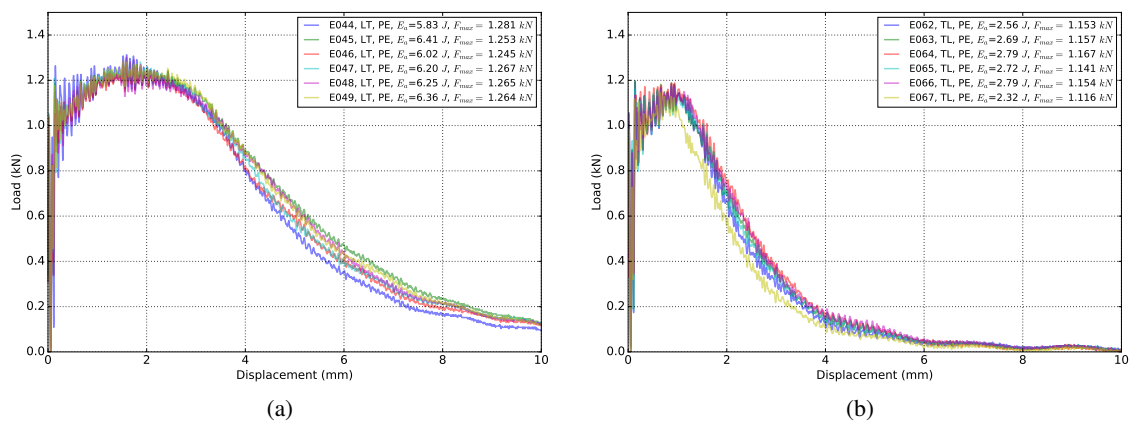 1.4
1.2
1.0
0.8
0.6
0.4
0.2
0.0
Load (kN)
0 2 4 6 8 10
Displacement (mm)
E044, LT, PE, E_a=5.83 J, F_max = 1.281 kN
E045, LT, PE, E_a=6.41 J, F_max = 1.253 kN
E046, LT, PE, E_a=6.02 J, F_max = 1.245 kN
E047, LT, PE, E_a=6.20 J, F_max = 1.267 kN
E048, LT, PE, E_a=6.25 J, F_max = 1.265 kN
E049, LT, PE, E_a=6.36 J, F_max = 1.264 kN
(a)
1.4
1.2
1.0
0.8
0.6
0.4
0.2
0.0
Load (kN)
0 2 4 6 8 10
Displacement (mm)
E062, TL, PE, E_a=2.56 J, F_max = 1.153 kN
E063, TL, PE, E_a=2.69 J, F_max = 1.157 kN
E064, TL, PE, E_a=2.79 J, F_max = 1.167 kN
E065, TL, PE, E_a=2.72 J, F_max = 1.141 kN
E066, TL, PE, E_a=2.79 J, F_max = 1.154 kN
E067, TL, PE, E_a=2.32 J, F_max = 1.116 kN
(b)